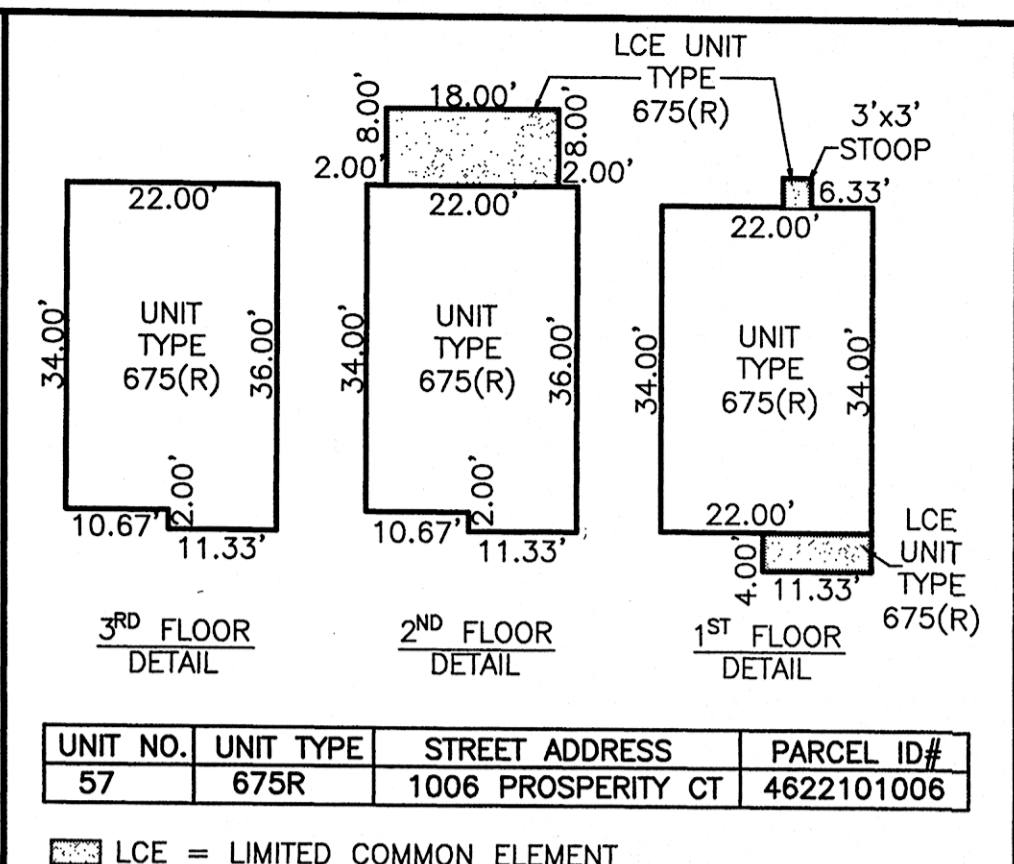 LCE UNIT
TYPE
675(R)
3'x3'
STOOP
18.00'
8.00'
8.00'
2.00'
2.00'
6.33'
22.00'
22.00'
22.00'
34.00'
UNIT
TYPE
675(R)
36.00'
34.00'
UNIT
TYPE
675(R)
36.00'
34.00'
UNIT
TYPE
675(R)
34.00'
10.67'
2.00'
11.33'
10.67'
2.00'
11.33'
22.00'
4.00'
11.33'
LCE
UNIT
TYPE
675(R)
3RD FLOOR
DETAIL
2ND FLOOR
DETAIL
1ST FLOOR
DETAIL
UNIT NO. UNIT TYPE STREET ADDRESS PARCEL ID#
57 675R 1006 PROSPERITY CT 4622101006
LCE = LIMITED COMMON ELEMENT